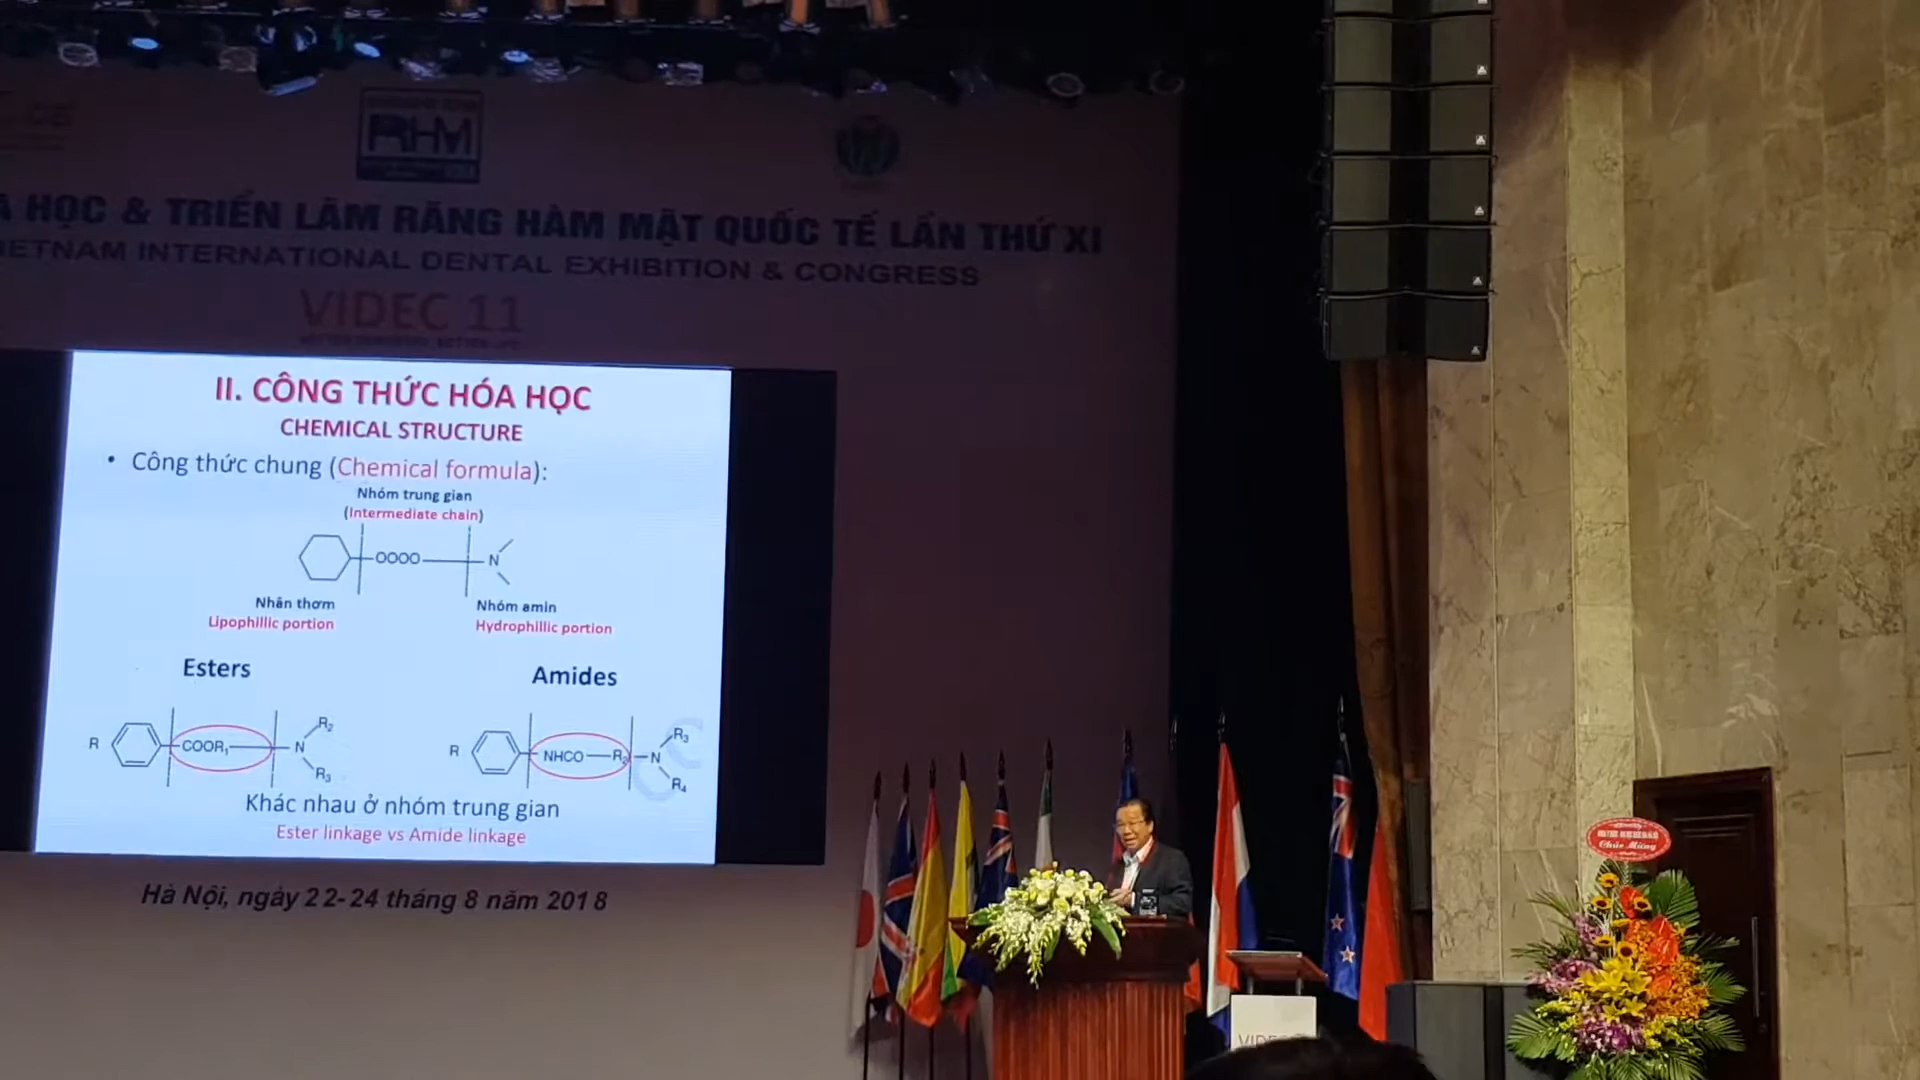 RHM
A HỌC & TRIỂN LÃM RĂNG HÀM MẶT QUỐC TẾ LẦN THỨ XI
IETNAM INTERNATIONAL DENTAL EXHIBITION & CONGRESS
VIDEC 11
II. CÔNG THỨC HÓA HỌC
CHEMICAL STRUCTURE
• Công thức chung (Chemical formula):
Nhóm trung gian
(Intermediate chain)
OOOO N
Nhân thơm Nhóm amin
Lipophillic portion Hydrophillic portion
Esters Amides
R COOR₁ N R₂ R₃
R NHCO R₂ N R₃ R₄
Khác nhau ở nhóm trung gian
Ester linkage vs Amide linkage
Hà Nội, ngày 22-24 tháng 8 năm 2018
Chúc Mừng